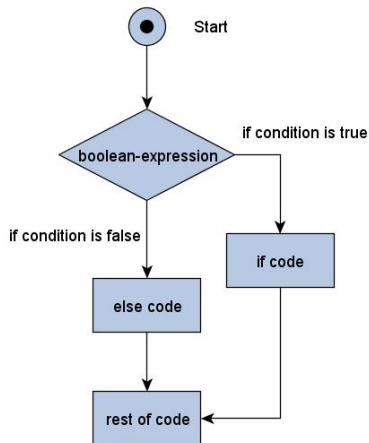 Start
if condition is true
boolean-expression
if condition is false
if code
else code
rest of code